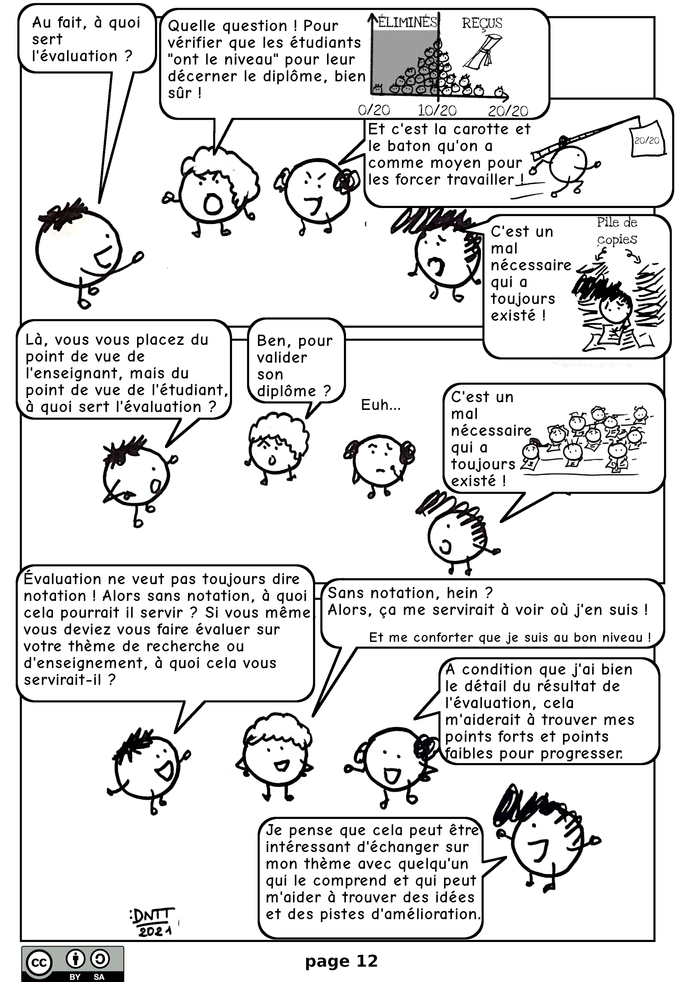 Au fait, à quoi
sert
l'évaluation ?
Quelle question ! Pour
vérifier que les étudiants
"ont le niveau" pour leur
décerner le diplôme, bien
sûr !
ÉLIMINÉS
REÇUS
0/20
10/20
20/20
Et c'est la carotte et
le baton qu'on a
comme moyen pour
les forcer travailler !
20/20
C'est un
mal
nécessaire
qui a
toujours
existé !
Pile de
copies
Là, vous vous placez du
point de vue de
l'enseignant, mais du
point de vue de l'étudiant,
à quoi sert l'évaluation ?
Ben, pour
valider
son
diplôme ?
Euh...
C'est un
mal
nécessaire
qui a
toujours
existé !
Évaluation ne veut pas toujours dire
notation ! Alors sans notation, à quoi
cela pourrait il servir ? Si vous même
vous deviez vous faire évaluer sur
votre thème de recherche ou
d'enseignement, à quoi cela vous
servirait-il ?
Sans notation, hein ?
Alors, ça me servirait à voir où j'en suis !
Et me conforter que je suis au bon niveau !
A condition que j'ai bien
le détail du résultat de
l'évaluation, cela
m'aiderait à trouver mes
points forts et points
faibles pour progresser.
Je pense que cela peut être
intéressant d'échanger sur
mon thème avec quelqu'un
qui le comprend et qui peut
m'aider à trouver des idées
et des pistes d'amélioration.
:DNTT
2021
cc
BY SA
page 12